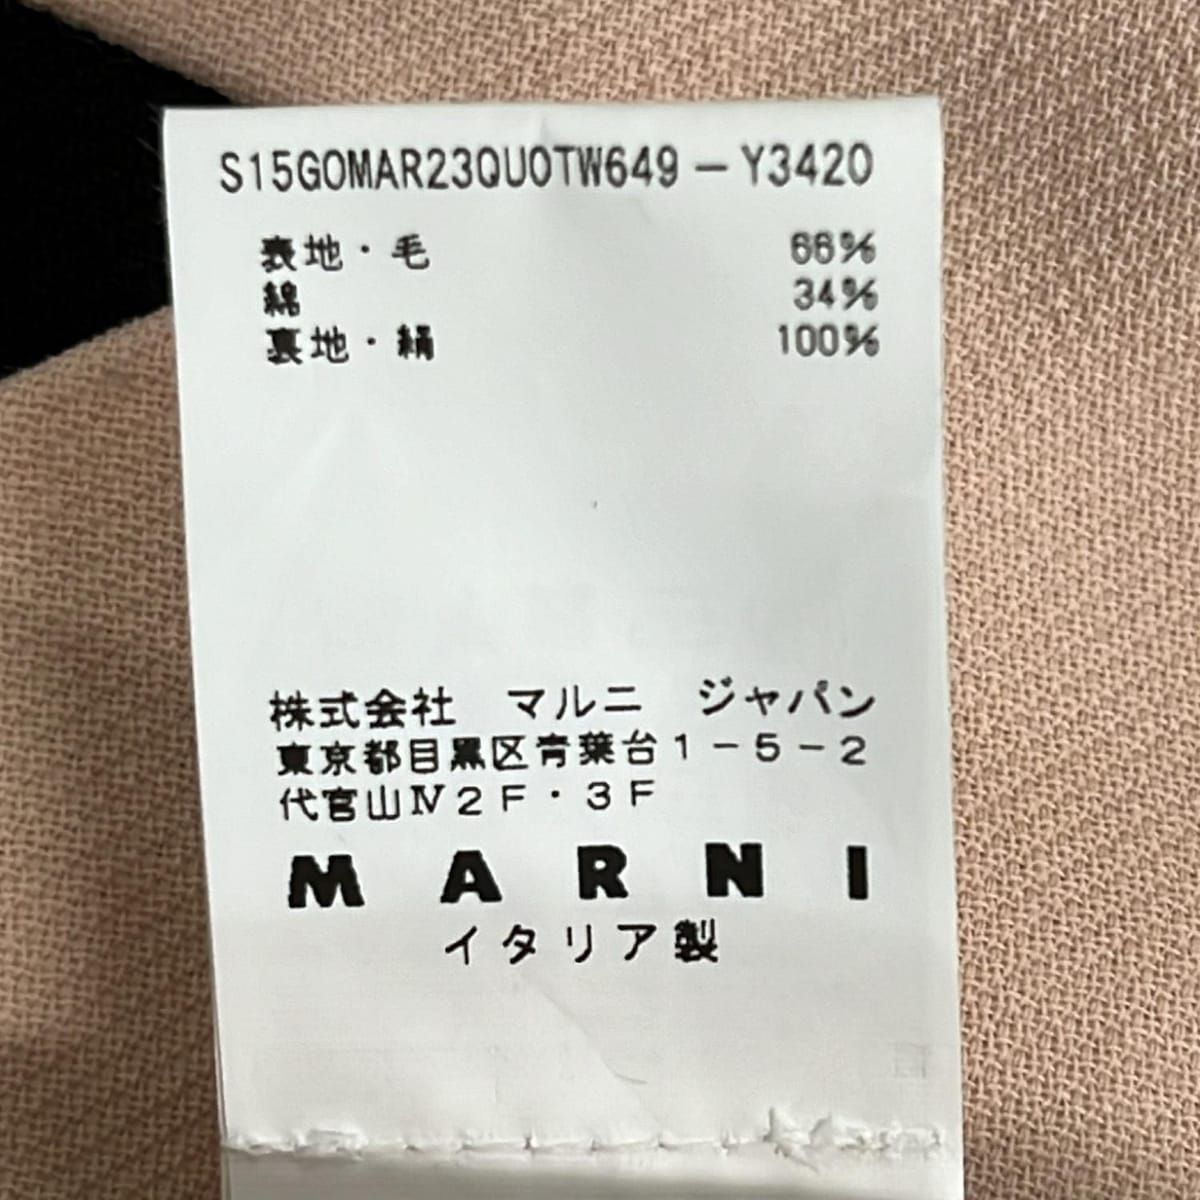 S15GOMAR23QU0TW649－Y3420
表地・毛 66%
綿 34%
裏地・絹 100%
株式会社　マルニ　ジャパン
東京都目黒区青葉台１－５－２
代官山Ⅳ２Ｆ・３Ｆ
MARNI
イタリア製